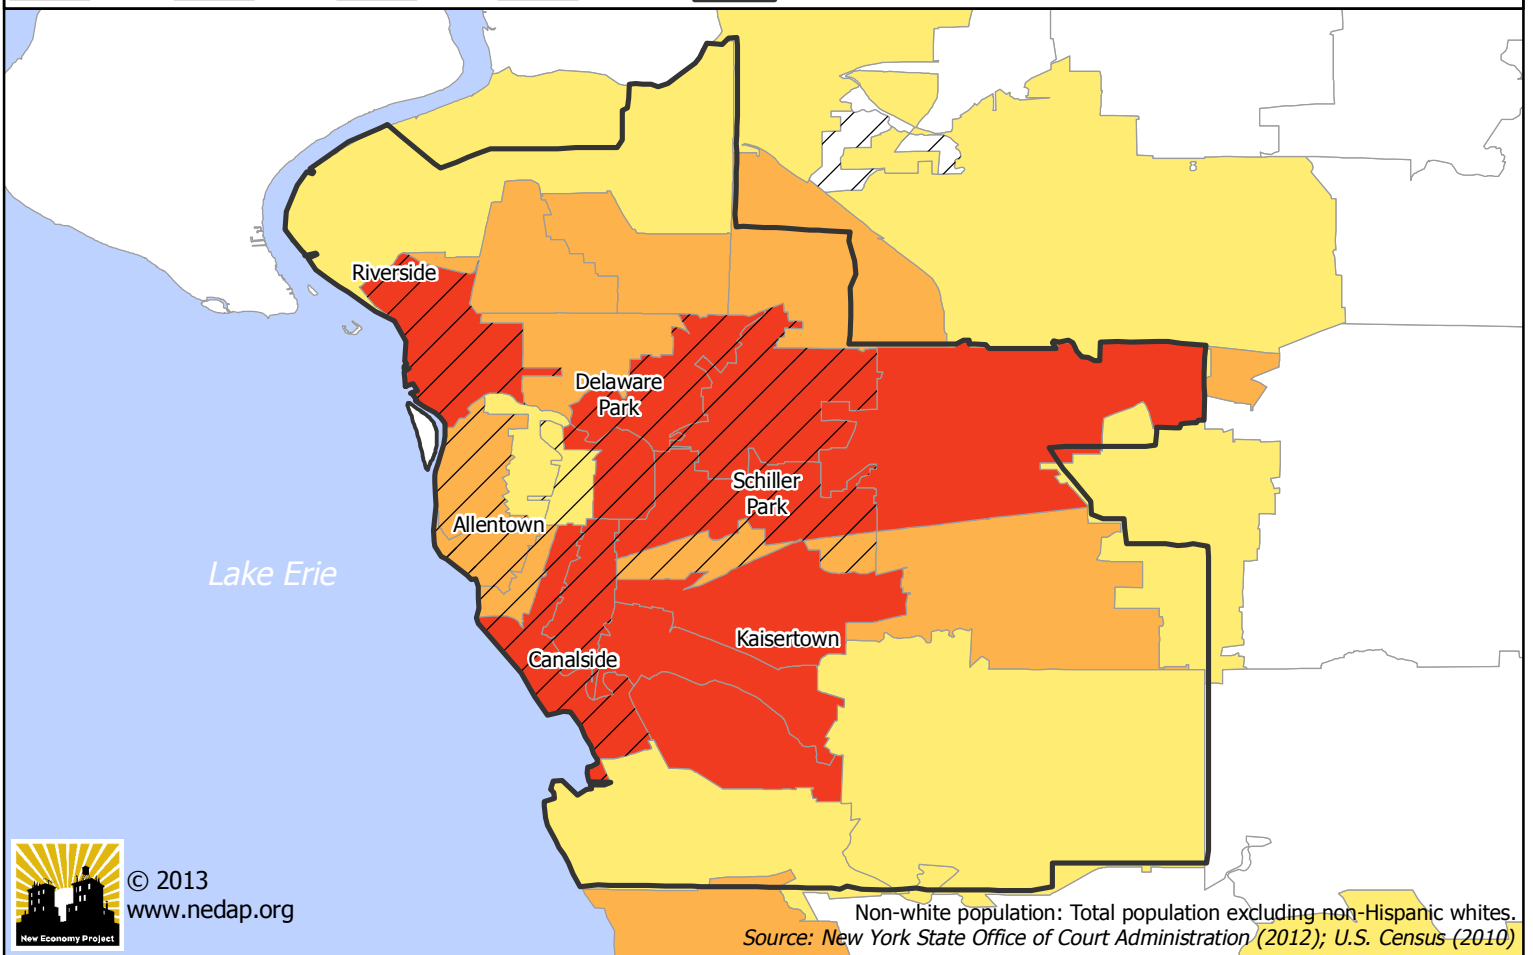 Riverside
Delaware
Park
Schiller
Park
Allentown
Lake Erie
Kaisertown
Canalside
© 2013
www.nedap.org
New Economy Project
Non-white population: Total population excluding non-Hispanic whites.
Source: New York State Office of Court Administration (2012); U.S. Census (2010)